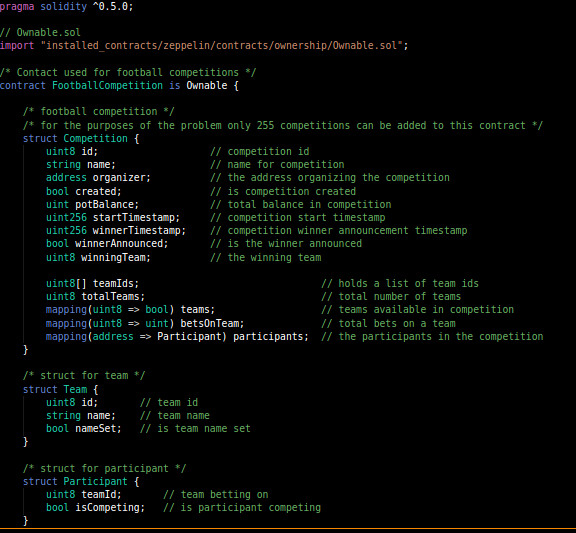 pragma solidity ^0.5.0;
// Ownable.sol
import "installed_contracts/zeppelin/contracts/ownership/Ownable.sol";
/* Contact used for football competitions */
contract FootballCompetition is Ownable {
/* football competition */
/* for the purposes of the problem only 255 competitions can be added to this contract */
struct Competition {
uint8 id; // competition id
string name; // name for competition
address organizer; // the address organizing the competition
bool created; // is competition created
uint potBalance; // total balance in competition
uint256 startTimestamp; // competition start timestamp
uint256 winnerTimestamp; // competition winner announcement timestamp
bool winnerAnnounced; // is the winner announced
uint8 winningTeam; // the winning team
uint8[] teamIds; // holds a list of team ids
uint8 totalTeams; // total number of teams
mapping(uint8 => bool) teams; // teams available in competition
mapping(uint8 => uint) betsOnTeam; // total bets on a team
mapping(address => Participant) participants; // the participants in the competition
}
/* struct for team */
struct Team {
uint8 id; // team id
string name; // team name
bool nameSet; // is team name set
}
/* struct for participant */
struct Participant {
uint8 teamId; // team betting on
bool isCompeting; // is participant competing
}